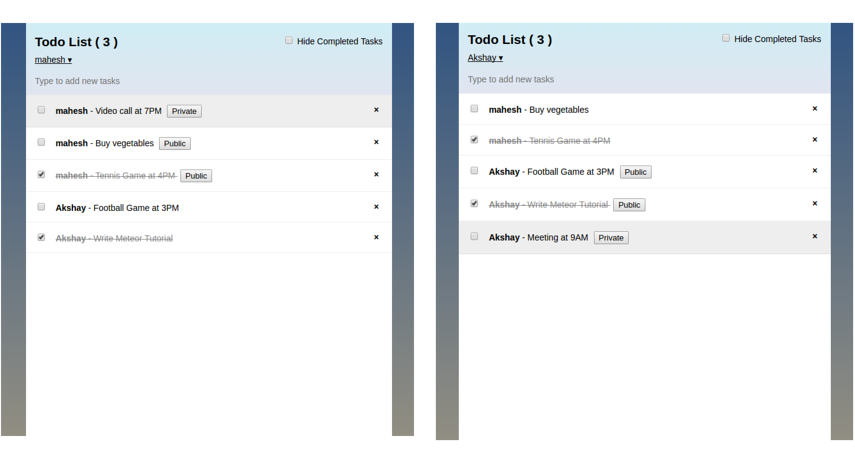 Todo List ( 3 )
Hide Completed Tasks
mahesh ▾
Type to add new tasks
mahesh - Video call at 7PM Private ×
mahesh - Buy vegetables Public ×
mahesh - Tennis Game at 4PM Public ×
Akshay - Football Game at 3PM ×
Akshay - Write Meteor Tutorial ×
Todo List ( 3 )
Hide Completed Tasks
Akshay ▾
Type to add new tasks
mahesh - Buy vegetables ×
mahesh - Tennis Game at 4PM ×
Akshay - Football Game at 3PM Public ×
Akshay - Write Meteor Tutorial Public ×
Akshay - Meeting at 9AM Private ×